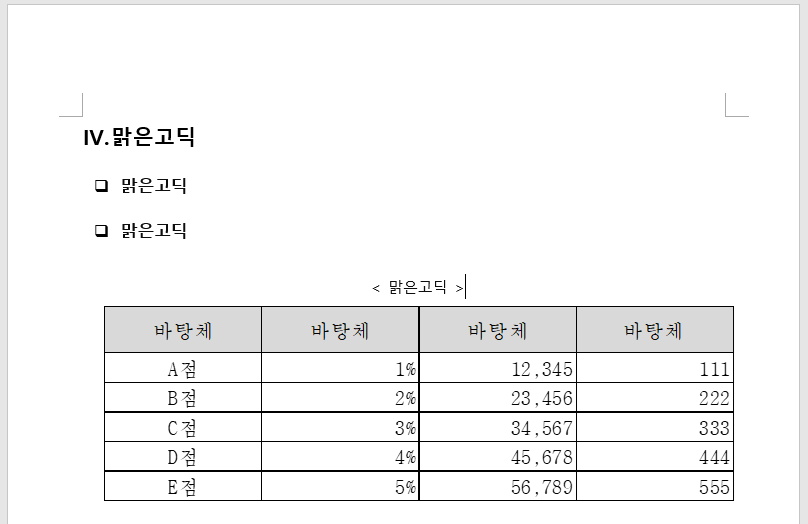 IV.맑은고딕
❑ 맑은고딕
❑ 맑은고딕
< 맑은고딕 >
바탕체 바탕체 바탕체 바탕체
A점 1% 12,345 111
B점 2% 23,456 222
C점 3% 34,567 333
D점 4% 45,678 444
E점 5% 56,789 555